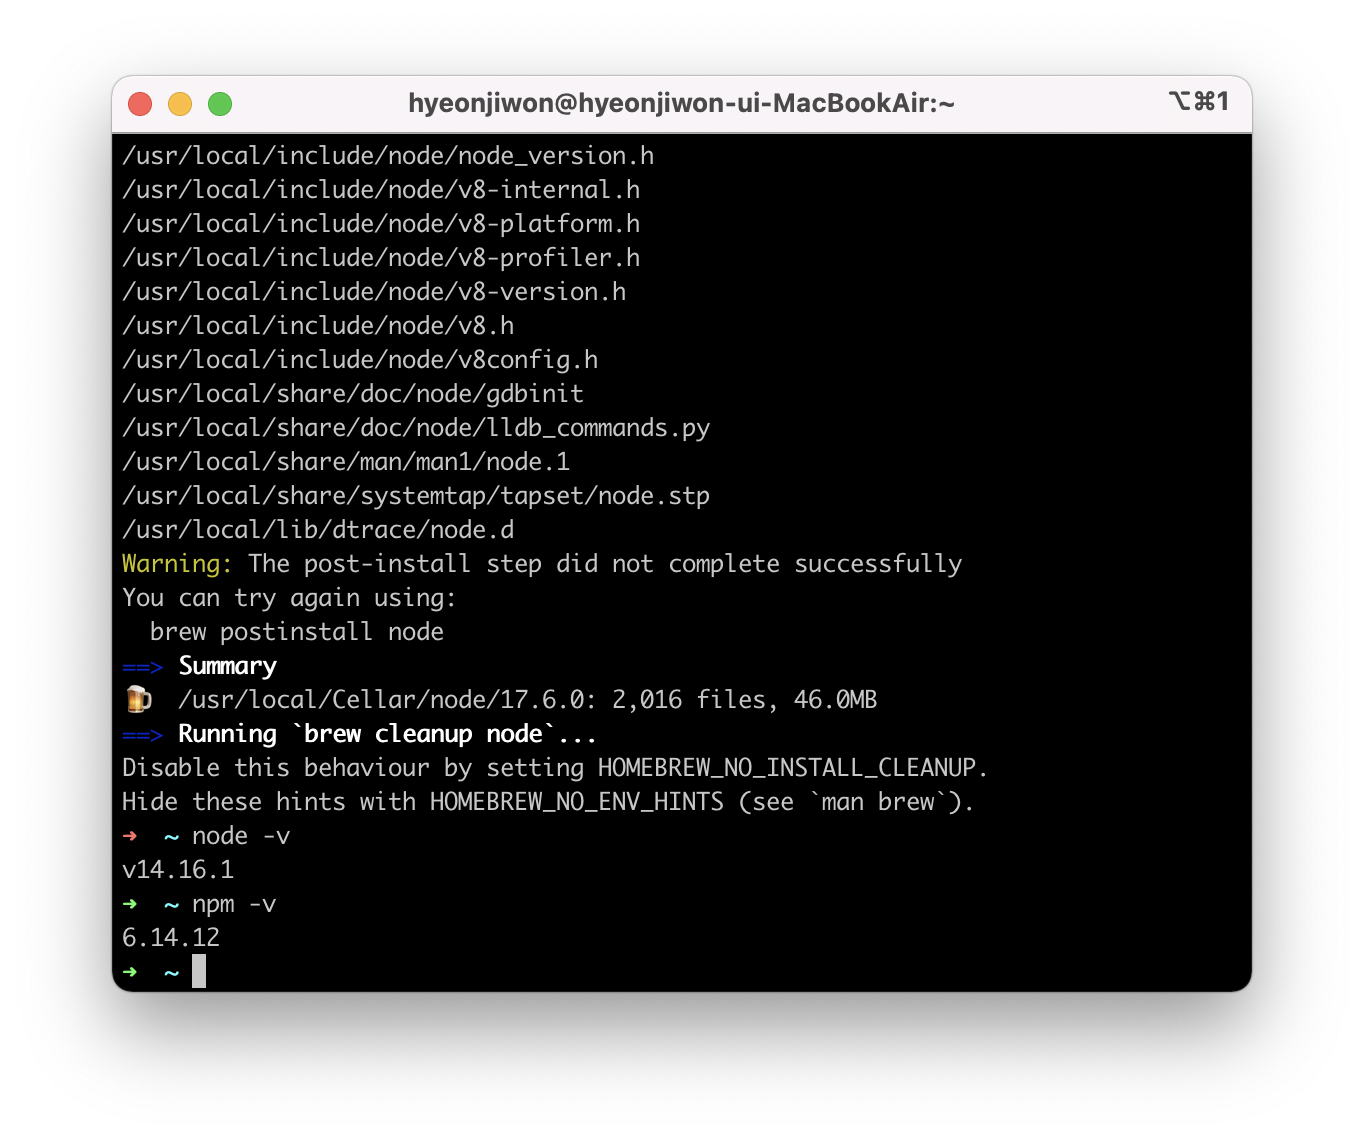 hyeonjiwon@hyeonjiwon-ui-MacBookAir:~ ⌥⌘1
/usr/local/include/node/node_version.h
/usr/local/include/node/v8-internal.h
/usr/local/include/node/v8-platform.h
/usr/local/include/node/v8-profiler.h
/usr/local/include/node/v8-version.h
/usr/local/include/node/v8.h
/usr/local/include/node/v8config.h
/usr/local/share/doc/node/gdbinit
/usr/local/share/doc/node/lldb_commands.py
/usr/local/share/man/man1/node.1
/usr/local/share/systemtap/tapset/node.stp
/usr/local/lib/dtrace/node.d
Warning: The post-install step did not complete successfully
You can try again using:
  brew postinstall node
==> Summary
🍺  /usr/local/Cellar/node/17.6.0: 2,016 files, 46.0MB
==> Running `brew cleanup node`...
Disable this behaviour by setting HOMEBREW_NO_INSTALL_CLEANUP.
Hide these hints with HOMEBREW_NO_ENV_HINTS (see `man brew`).
➜  ~ node -v
v14.16.1
➜  ~ npm -v
6.14.12
➜  ~